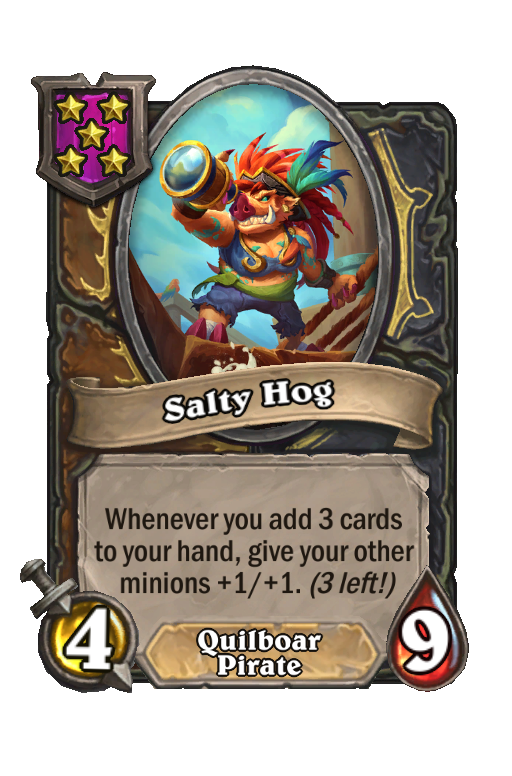 Salty Hog
Whenever you add 3 cards
to your hand, give your other
minions +1/+1. (3 left!)
4
Quilboar
Pirate
9